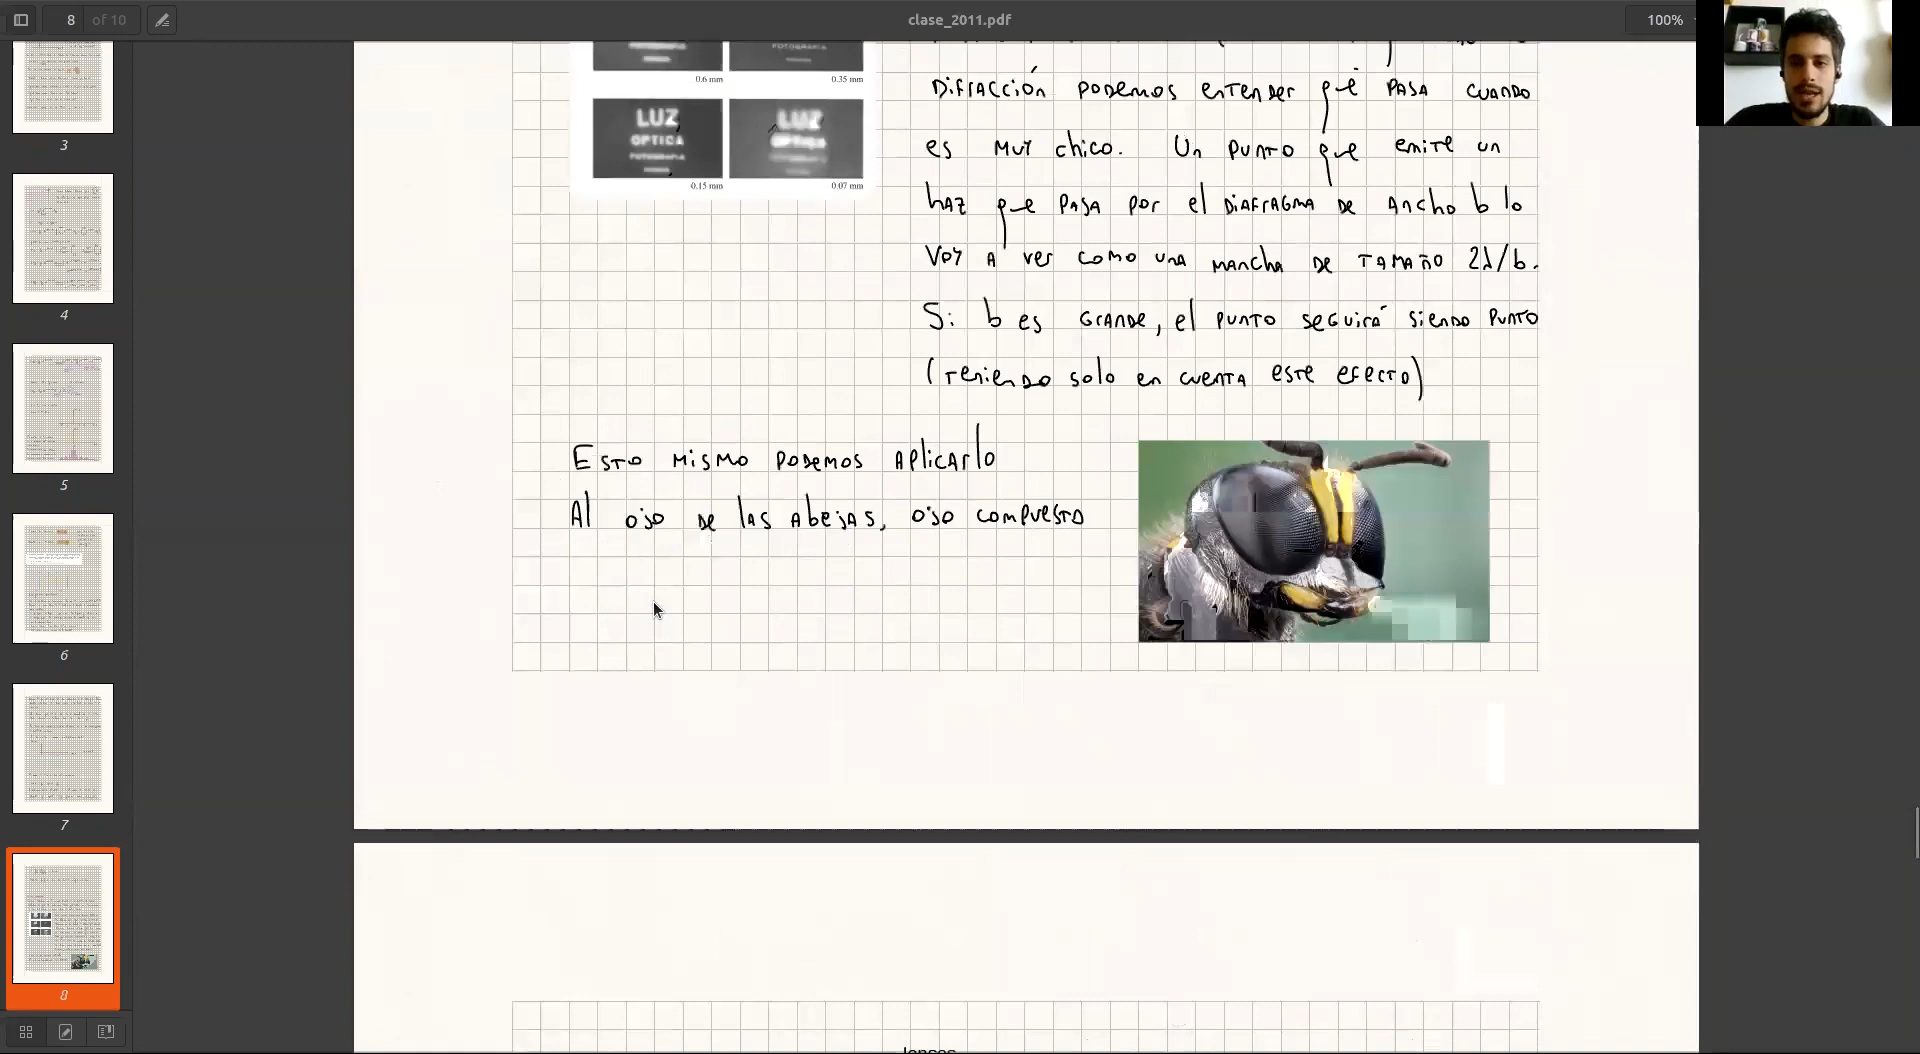 8 of 10
clase_2011.pdf
100%
3
4
5
6
7
8
0.6 mm
0.35 mm
LUZ
OPTICA
FOTOGRAFIA
0.15 mm
LUZ
OPTICA
0.07 mm
Difracción podemos entender qué pasa cuando
es muy chico. Un punto que emite un
haz que pasa por el diafragma de ancho b lo
voy a ver como una mancha de tamaño 2λ/b.
Si b es grande, el punto seguirá siendo punto
(teniendo solo en cuenta este efecto)
Esto mismo podemos aplicarlo
Al ojo de las abejas, ojo compuesto